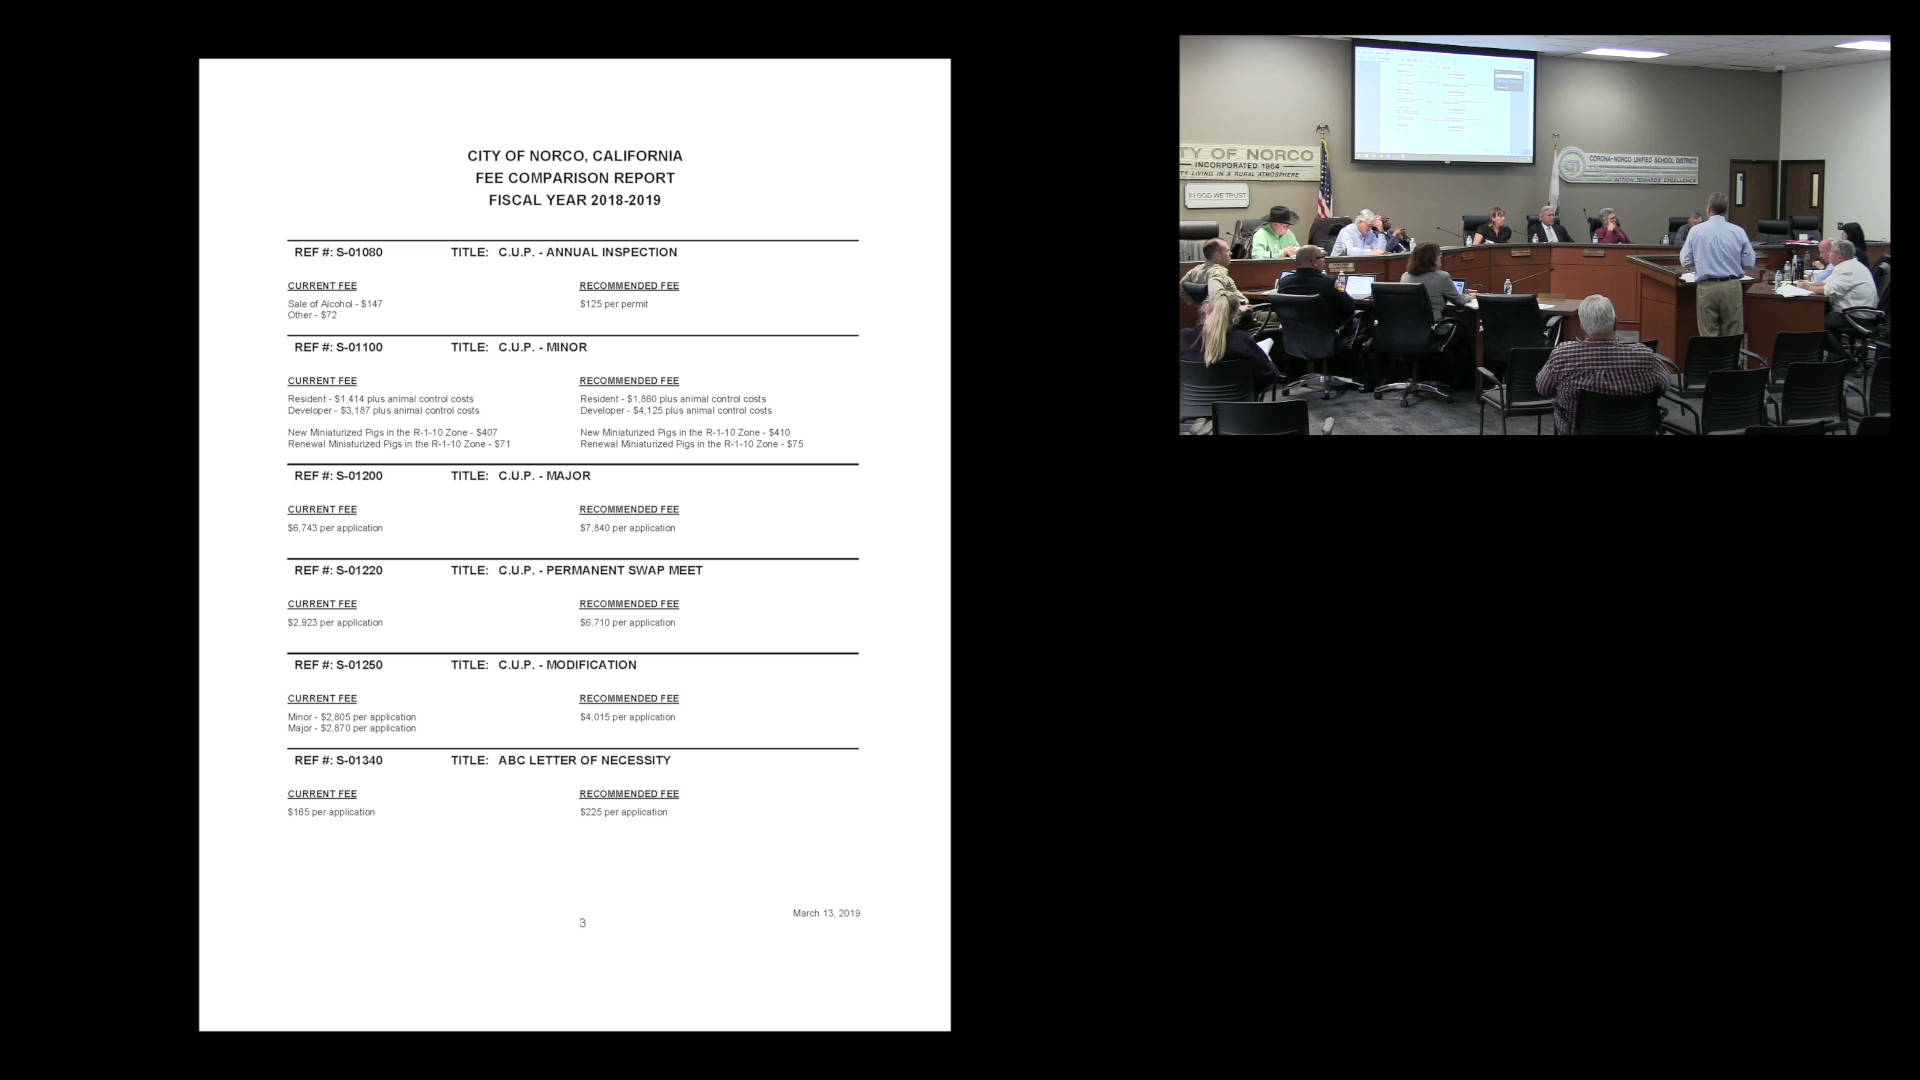 CITY OF NORCO, CALIFORNIA
FEE COMPARISON REPORT
FISCAL YEAR 2018-2019
REF #: S-01080 TITLE: C.U.P. - ANNUAL INSPECTION
CURRENT FEE RECOMMENDED FEE
Sale of Alcohol - $147 $125 per permit
Other - $72
REF #: S-01100 TITLE: C.U.P. - MINOR
CURRENT FEE RECOMMENDED FEE
Resident - $1,414 plus animal control costs Resident - $1,860 plus animal control costs
Developer - $3,187 plus animal control costs Developer - $4,125 plus animal control costs
New Miniaturized Pigs in the R-1-10 Zone - $407 New Miniaturized Pigs in the R-1-10 Zone - $410
Renewal Miniaturized Pigs in the R-1-10 Zone - $71 Renewal Miniaturized Pigs in the R-1-10 Zone - $75
REF #: S-01200 TITLE: C.U.P. - MAJOR
CURRENT FEE RECOMMENDED FEE
$6,743 per application $7,840 per application
REF #: S-01220 TITLE: C.U.P. - PERMANENT SWAP MEET
CURRENT FEE RECOMMENDED FEE
$2,923 per application $6,710 per application
REF #: S-01250 TITLE: C.U.P. - MODIFICATION
CURRENT FEE RECOMMENDED FEE
Minor - $2,805 per application $4,015 per application
Major - $2,870 per application
REF #: S-01340 TITLE: ABC LETTER OF NECESSITY
CURRENT FEE RECOMMENDED FEE
$165 per application $225 per application
March 13, 2019
3
TY OF NORCO
INCORPORATED 1964
TY LIVING IN A RURAL ATMOSPHERE
IN GOD WE TRUST
CORONA-NORCO UNIFIED SCHOOL DISTRICT
ACTION TOWARDS EXCELLENCE